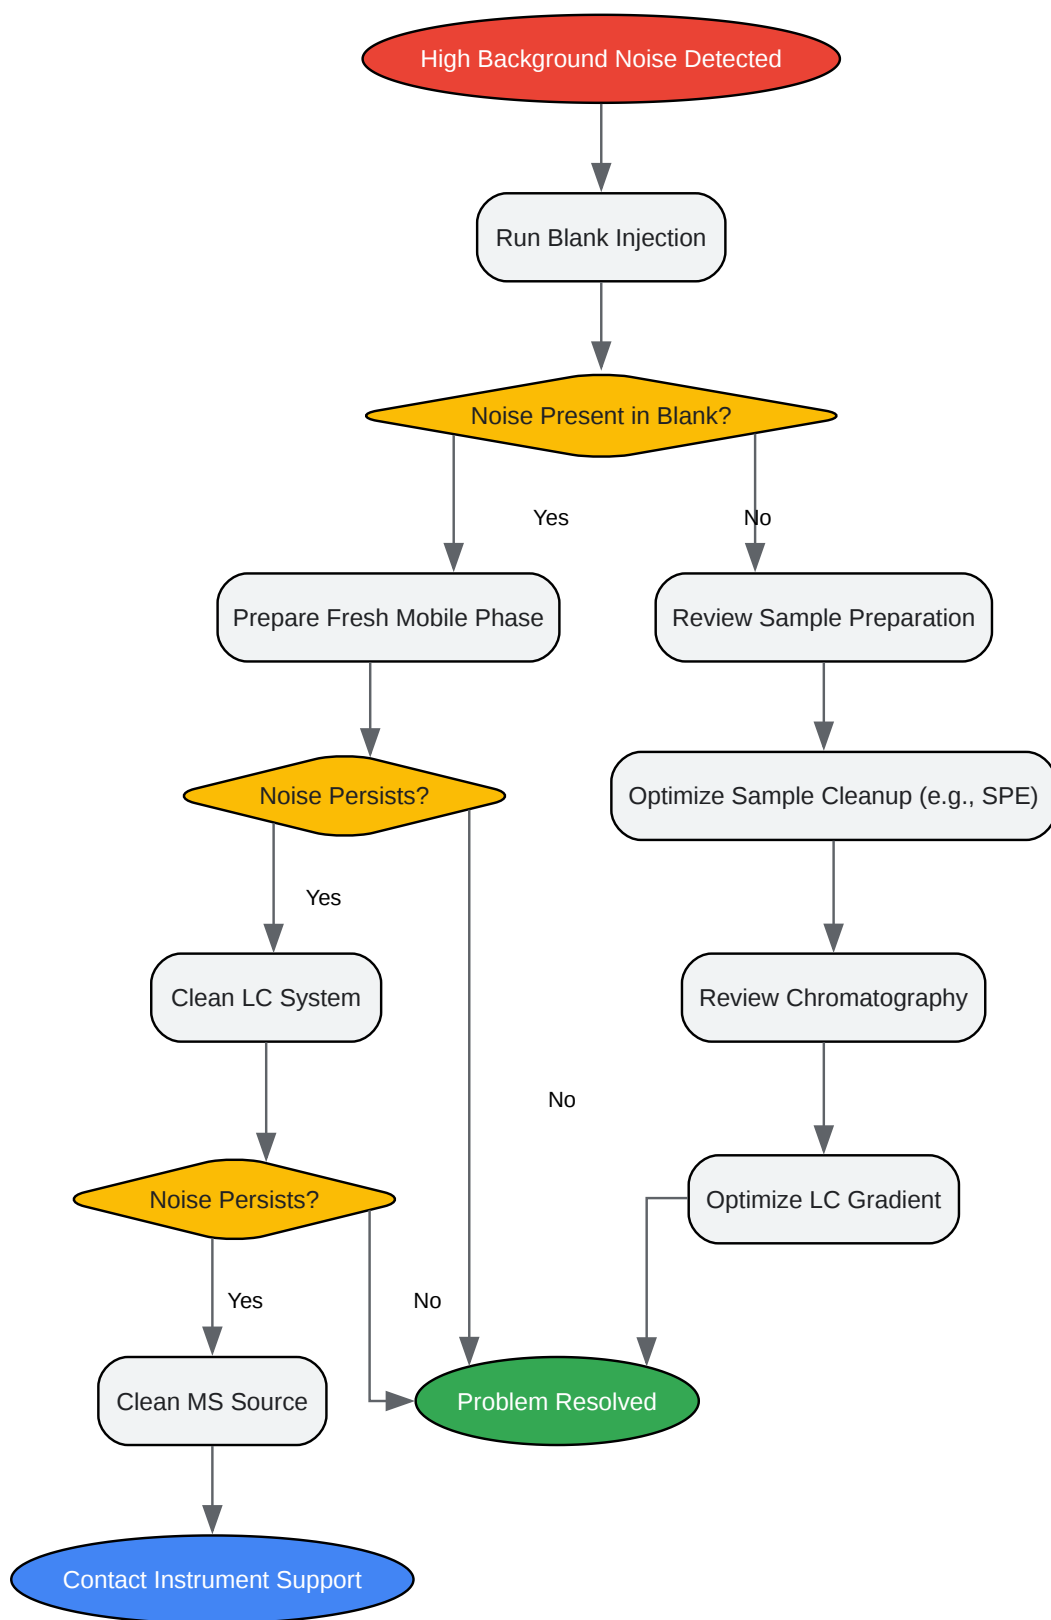 High Background Noise Detected
Run Blank Injection
Noise Present in Blank?
Yes
No
Prepare Fresh Mobile Phase
Review Sample Preparation
Noise Persists?
Optimize Sample Cleanup (e.g., SPE)
Yes
Clean LC System
Review Chromatography
No
Noise Persists?
Optimize LC Gradient
Yes
No
Clean MS Source
Problem Resolved
Contact Instrument Support